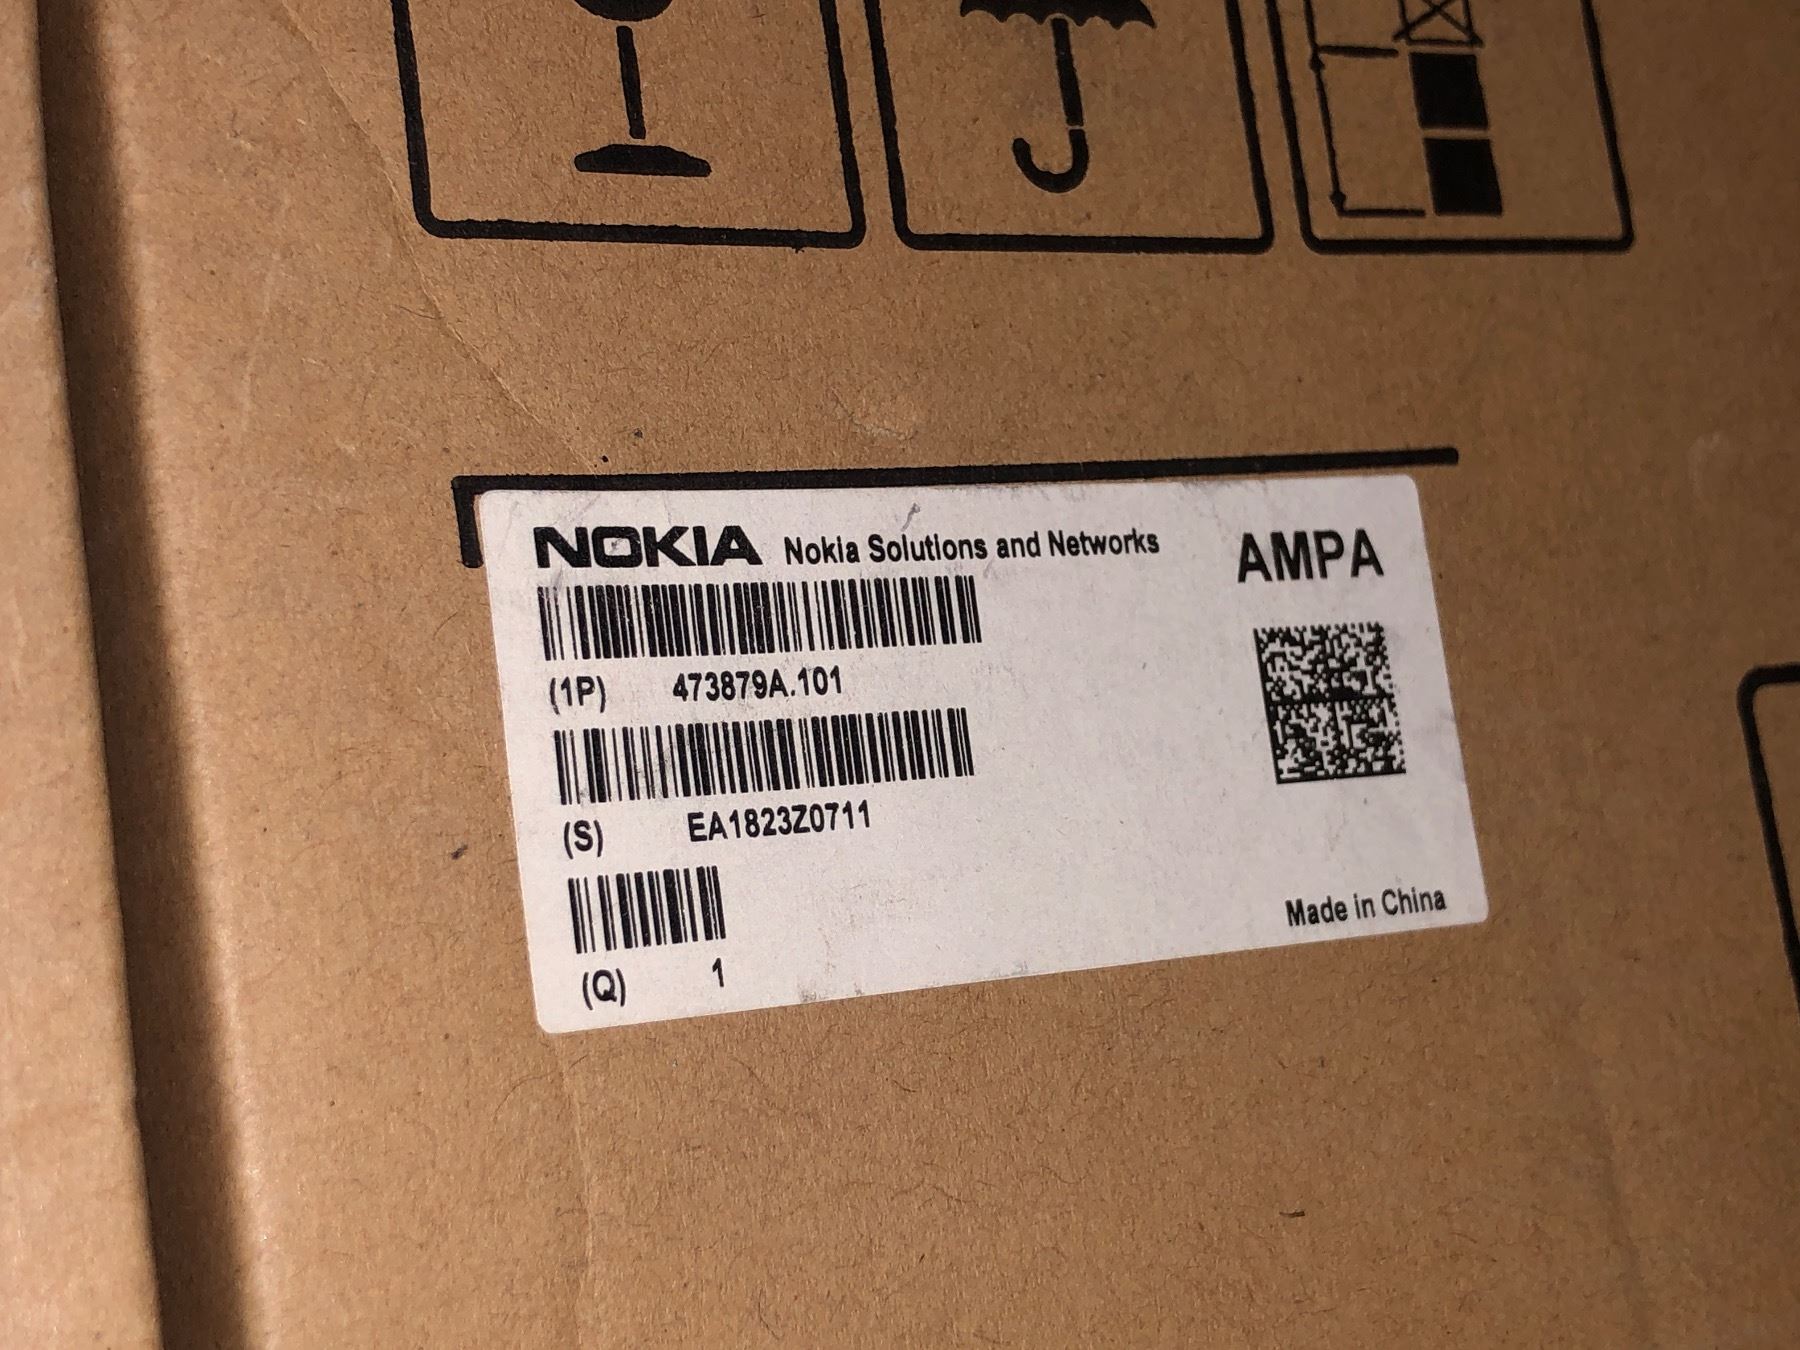 NOKIA Nokia Solutions and Networks
AMPA
(1P) 473879A.101
(S) EA1823Z0711
(Q) 1
Made in China